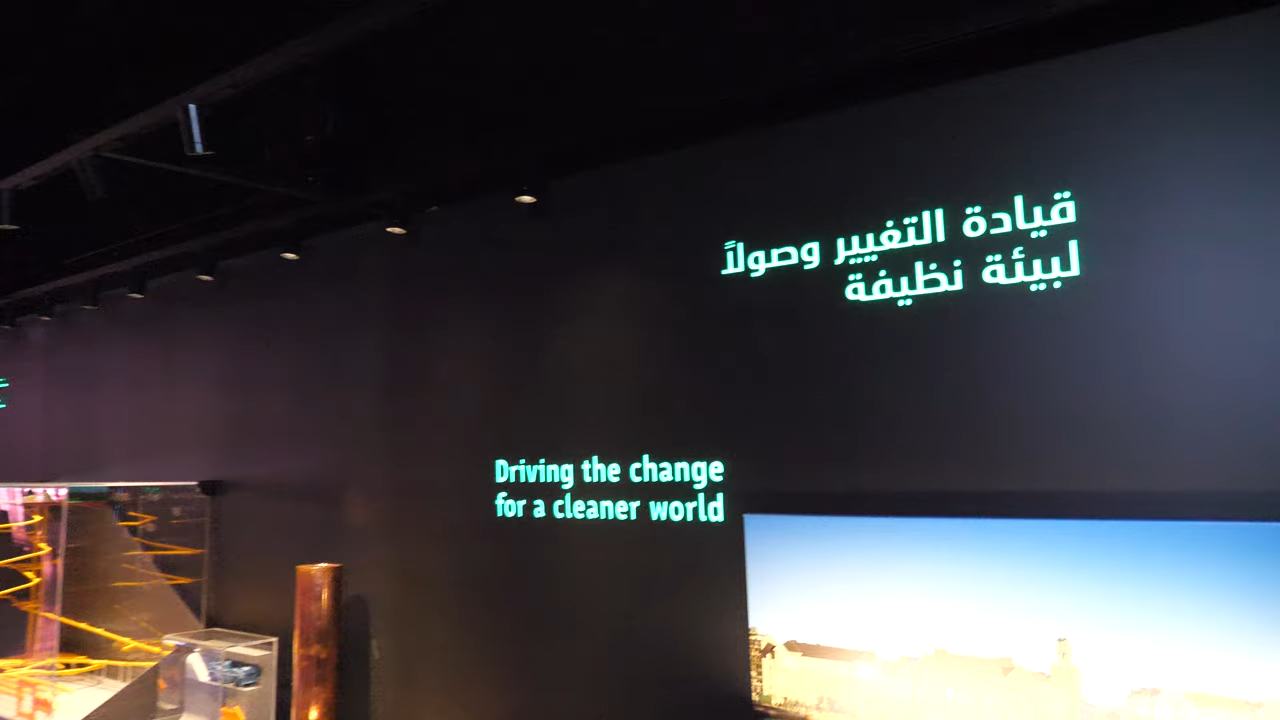 قيادة التغيير وصولاً
لبيئة نظيفة
Driving the change
for a cleaner world